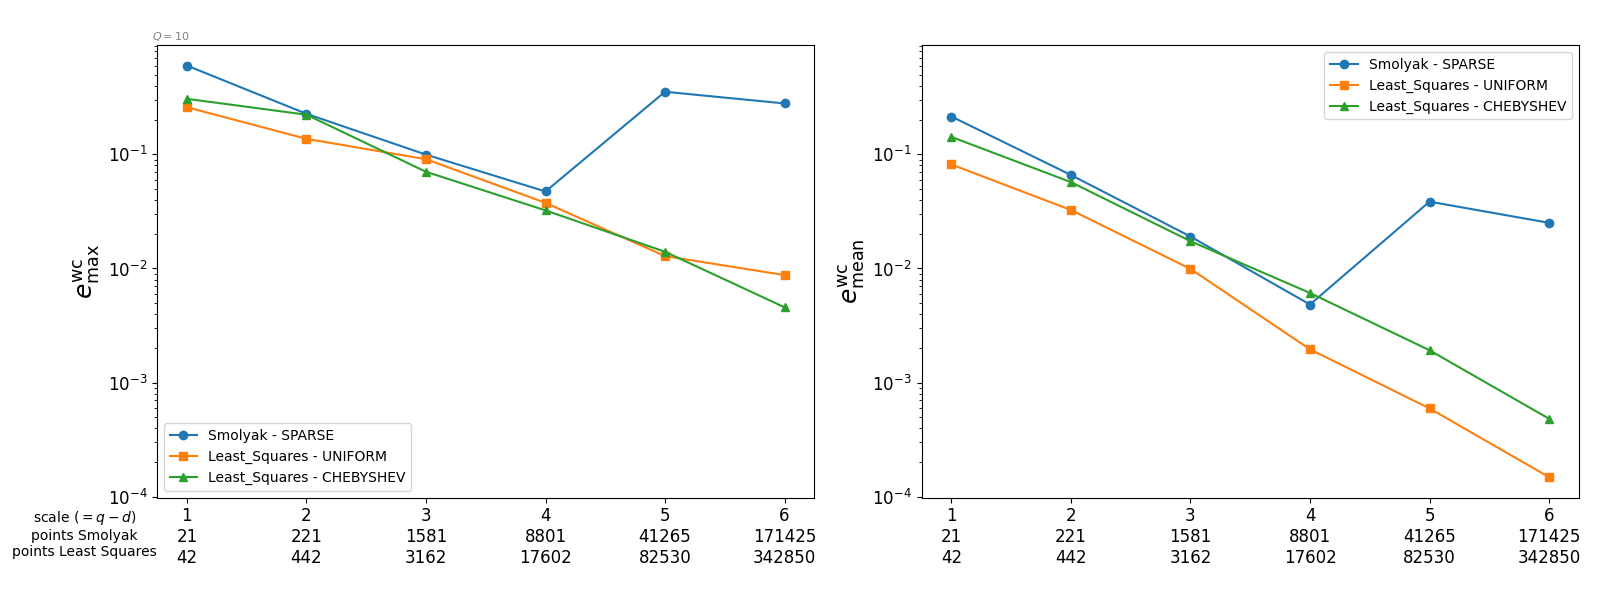 Q = 10
10⁻¹
10⁻²
10⁻³
10⁻⁴
e^wc_max
Smolyak - SPARSE
Least_Squares - UNIFORM
Least_Squares - CHEBYSHEV
scale (= q − d) 1 2 3 4 5 6
points Smolyak 21 221 1581 8801 41265 171425
points Least Squares 42 442 3162 17602 82530 342850
Smolyak - SPARSE
Least_Squares - UNIFORM
Least_Squares - CHEBYSHEV
10⁻¹
10⁻²
10⁻³
10⁻⁴
e^wc_mean
1 2 3 4 5 6
21 221 1581 8801 41265 171425
42 442 3162 17602 82530 342850